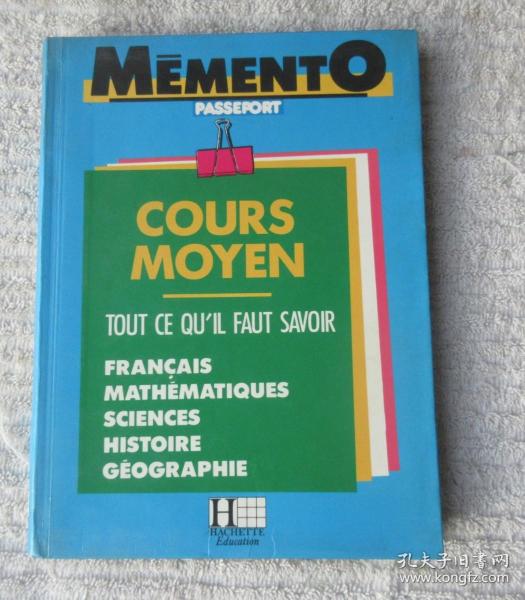 MÉMENTO
PASSEPORT
COURS
MOYEN
TOUT CE QU'IL FAUT SAVOIR
FRANÇAIS
MATHÉMATIQUES
SCIENCES
HISTOIRE
GÉOGRAPHIE
H
HACHETTE
Éducation
孔夫子旧书网
www.kongfz.com